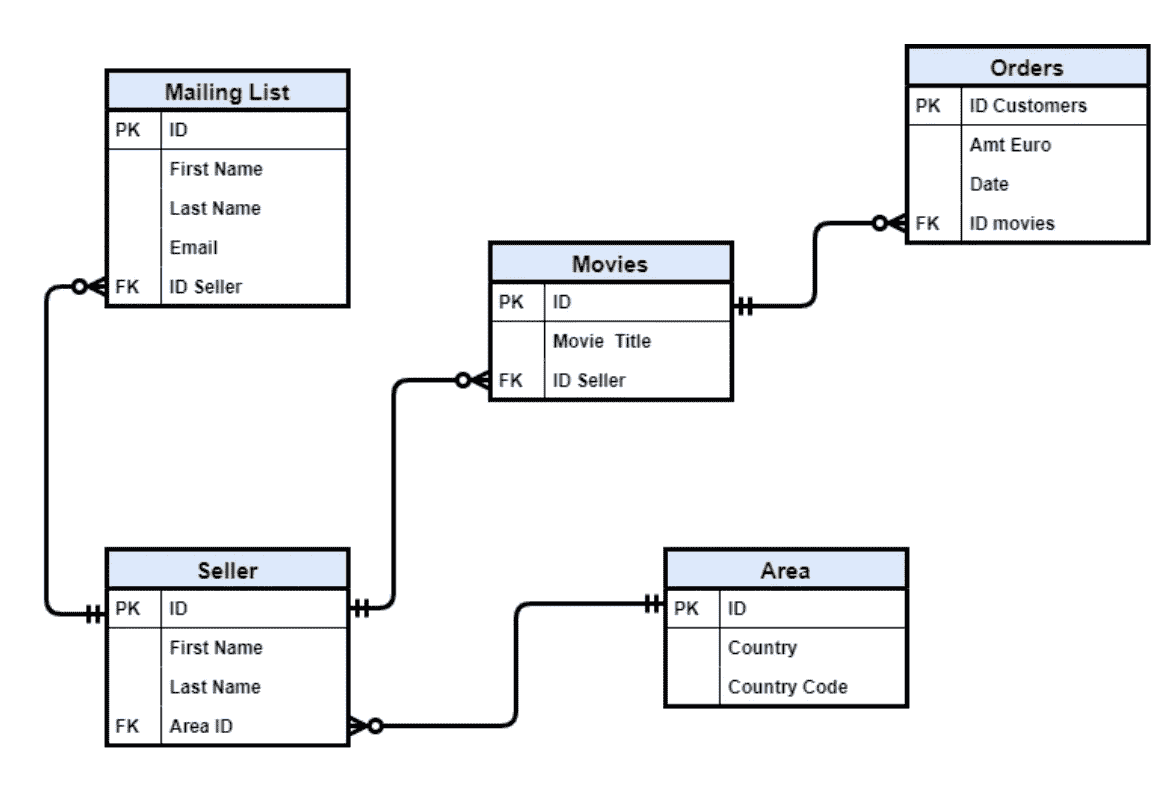 Mailing List
PK ID
First Name
Last Name
Email
FK ID Seller
Orders
PK ID Customers
Amt Euro
Date
FK ID movies
Movies
PK ID
Movie Title
FK ID Seller
Seller
PK ID
First Name
Last Name
FK Area ID
Area
PK ID
Country
Country Code